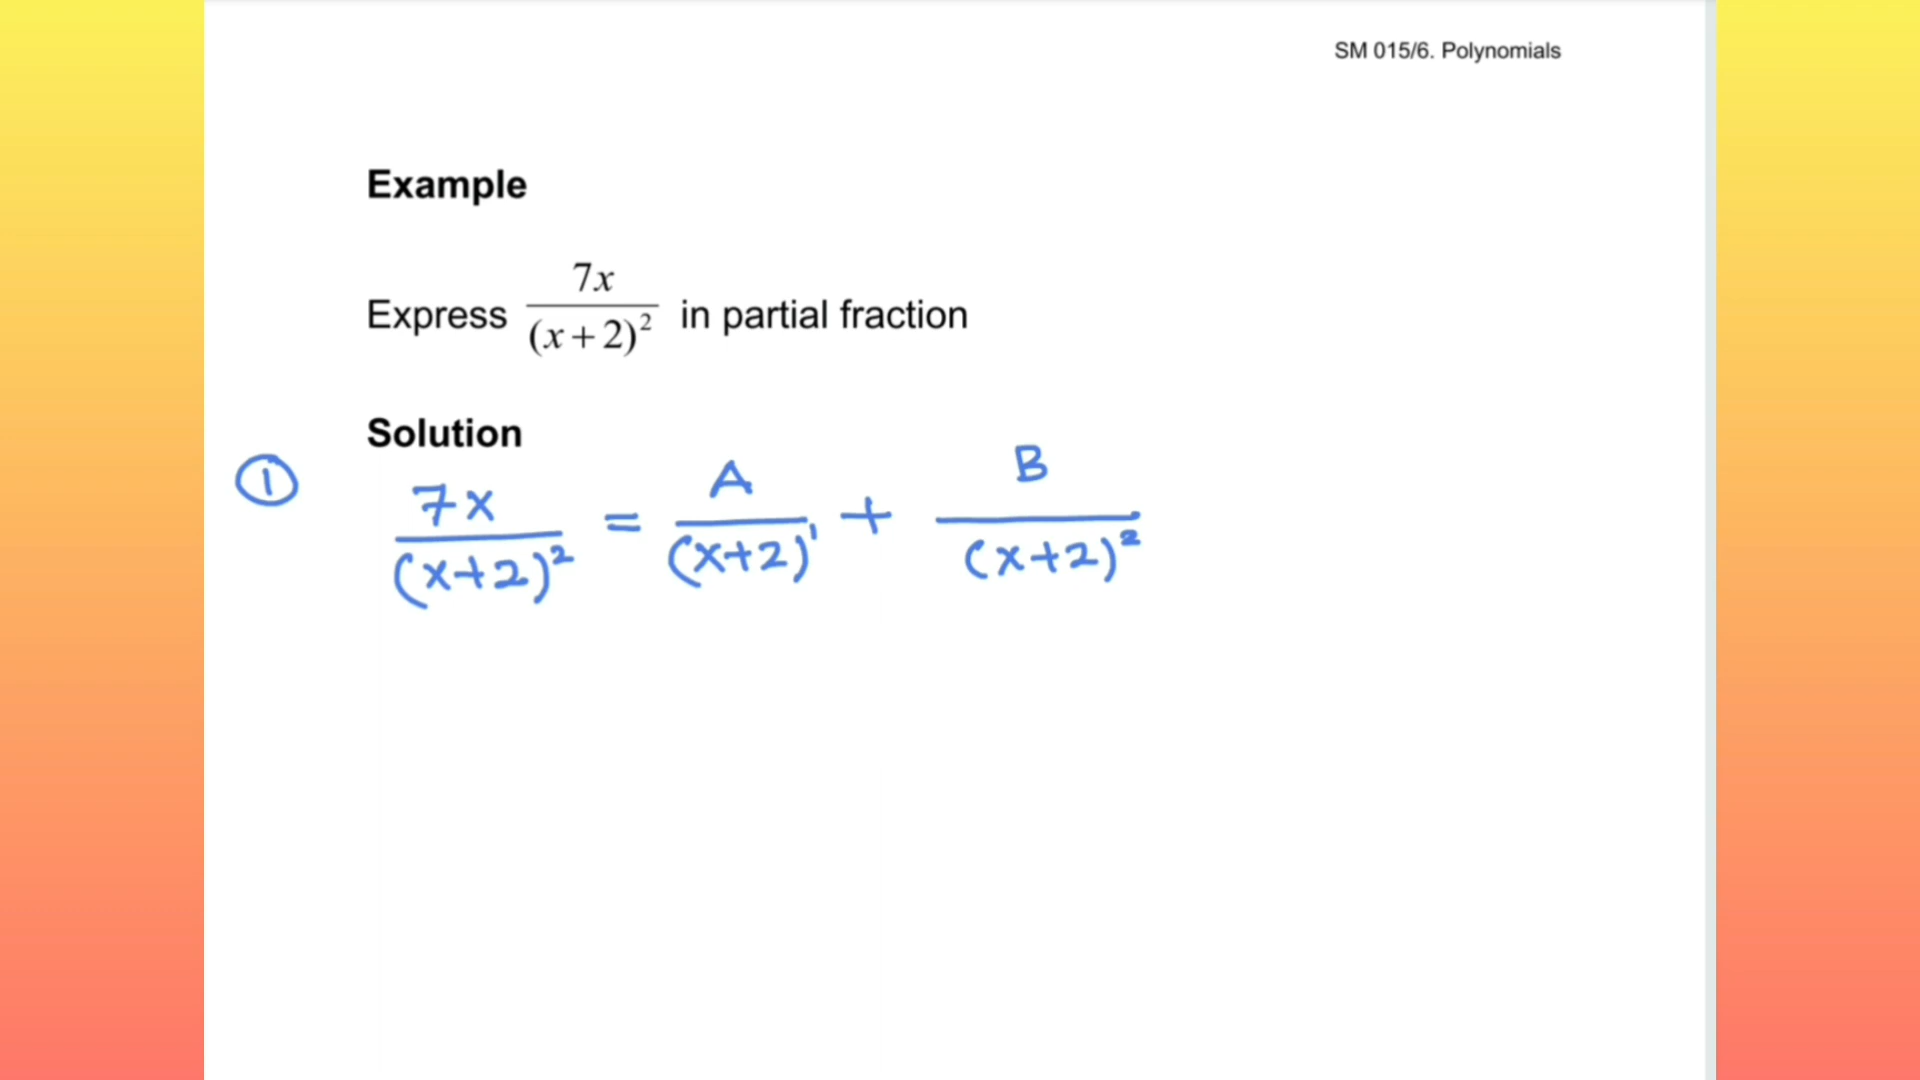 SM 015/6. Polynomials
Example
Express 7x/(x+2)² in partial fraction
Solution
① 7x/(x+2)² = A/(x+2)¹ + B/(x+2)²